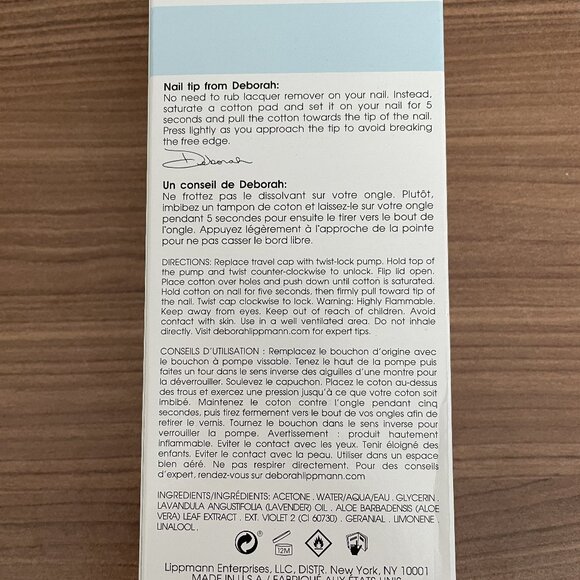 Nail tip from Deborah:
No need to rub lacquer remover on your nail. Instead,
saturate a cotton pad and set it on your nail for 5
seconds and pull the cotton towards the tip of the nail.
Press lightly as you approach the tip to avoid breaking
the free edge.
Deborah
Un conseil de Deborah:
Ne frottez pas le dissolvant sur votre ongle. Plutôt,
imbibez un tampon de coton et laissez-le sur votre ongle
pendant 5 secondes pour ensuite le tirer vers le bout de
l'ongle. Appuyez légèrement à l'approche de la pointe
pour ne pas casser le bord libre.
DIRECTIONS: Replace travel cap with twist-lock pump. Hold top of
the pump and twist counter-clockwise to unlock. Flip lid open.
Place cotton over holes and push down until cotton is saturated.
Hold cotton on nail for five seconds, then firmly pull toward tip of
the nail. Twist cap clockwise to lock. Warning: Highly Flammable.
Keep away from eyes. Keep out of reach of children. Avoid
contact with skin. Use in a well ventilated area. Do not inhale
directly. Visit deborahlippmann.com for expert tips.
CONSEILS D'UTILISATION : Remplacez le bouchon d'origine avec
le bouchon à pompe vissable. Tenez le haut de la pompe puis
faites un tour dans le sens inverse des aiguilles d'une montre pour
la déverrouiller. Soulevez le capuchon. Placez le coton au-dessus
des trous et exercez une pression jusqu'à ce que votre coton soit
imbibé. Maintenez le coton contre l'ongle pendant cinq
secondes, puis tirez fermement vers le bout de vos ongles afin de
retirer le vernis. Tournez le bouchon dans le sens inverse pour
verrouiller la pompe. Avertissement : produit hautement
inflammable. Eviter le contact avec les yeux. Tenir éloigné des
enfants. Eviter le contact avec la peau. Utiliser dans un espace
bien aéré. Ne pas respirer directement. Pour des conseils
d'expert, rendez-vous sur deborahlippmann.com
INGREDIENTS/INGRÉDIENTS: ACETONE . WATER/AQUA/EAU . GLYCERIN .
LAVANDULA ANGUSTIFOLIA (LAVENDER) OIL . ALOE BARBADENSIS (ALOE
VERA) LEAF EXTRACT . EXT. VIOLET 2 (CI 60730) . GERANIAL . LIMONENE .
LINALOOL .
12M
Lippmann Enterprises, LLC, DISTR. New York, NY 10001
MADE IN U.S.A./ FABRIQUÉ AUX ÉTATS-UNIS